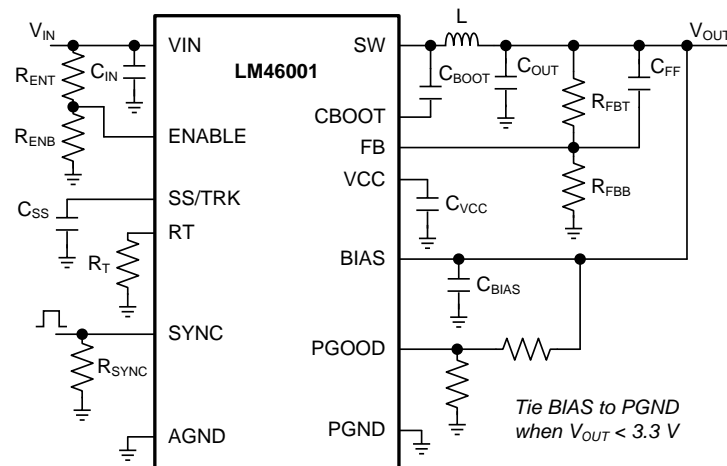 V_IN
VIN
SW
L
V_OUT
R_ENT
C_IN
LM46001
C_BOOT
C_OUT
R_FBT
C_FF
CBOOT
R_ENB
ENABLE
FB
VCC
R_FBB
C_SS
SS/TRK
C_VCC
RT
R_T
BIAS
C_BIAS
SYNC
R_SYNC
PGOOD
AGND
PGND
Tie BIAS to PGND
when V_OUT < 3.3 V